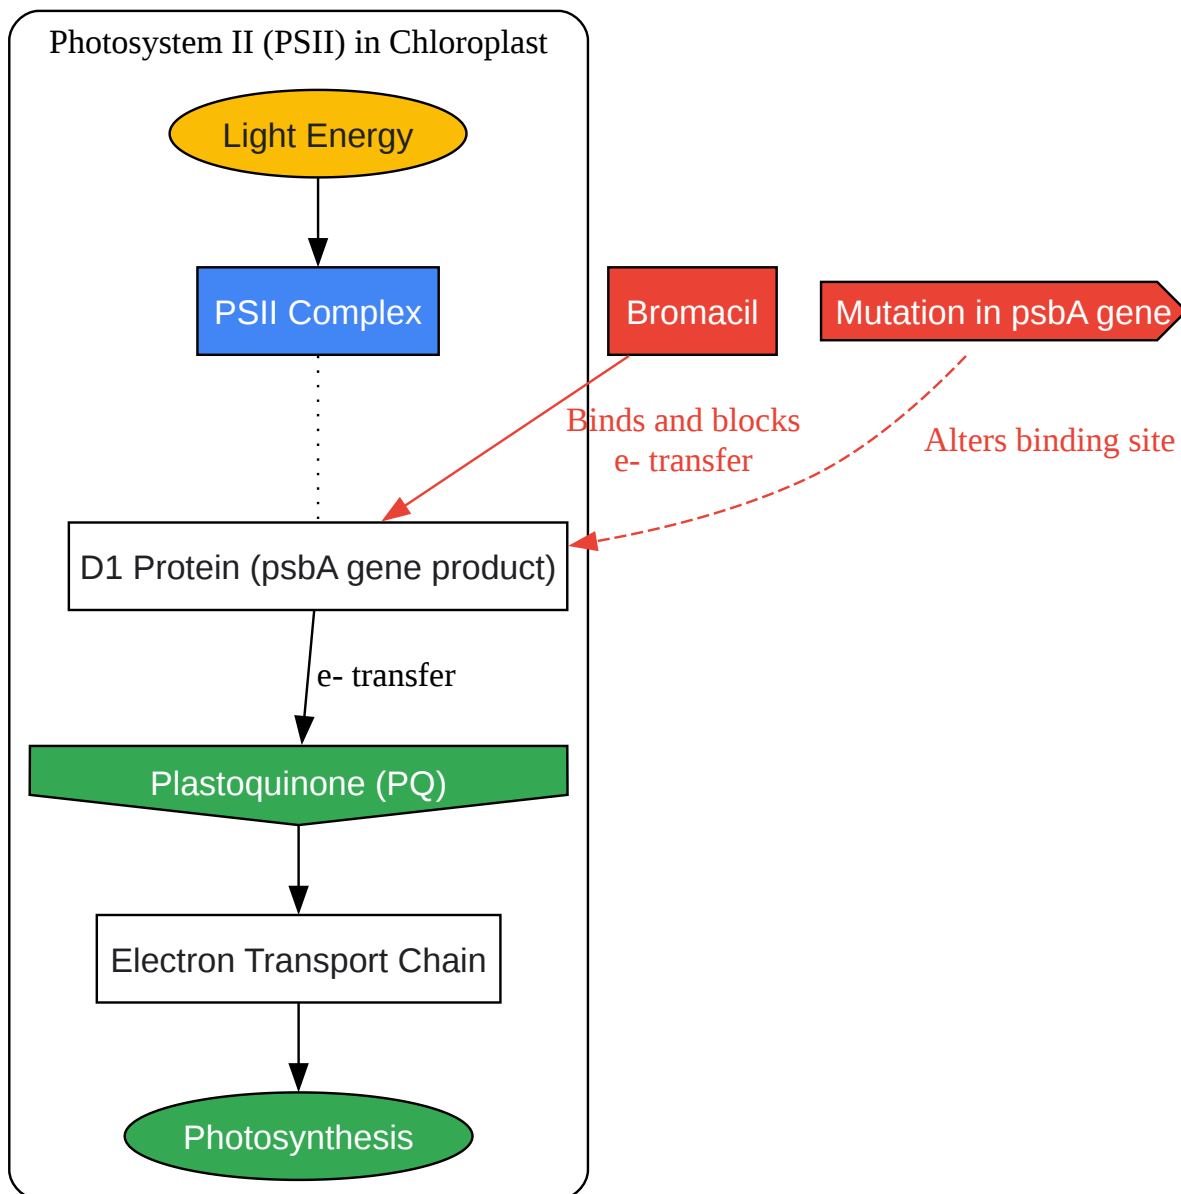 Photosystem II (PSII) in Chloroplast
Light Energy
PSII Complex
Bromacil
Mutation in psbA gene
Binds and blocks
e- transfer
Alters binding site
D1 Protein (psbA gene product)
e- transfer
Plastoquinone (PQ)
Electron Transport Chain
Photosynthesis